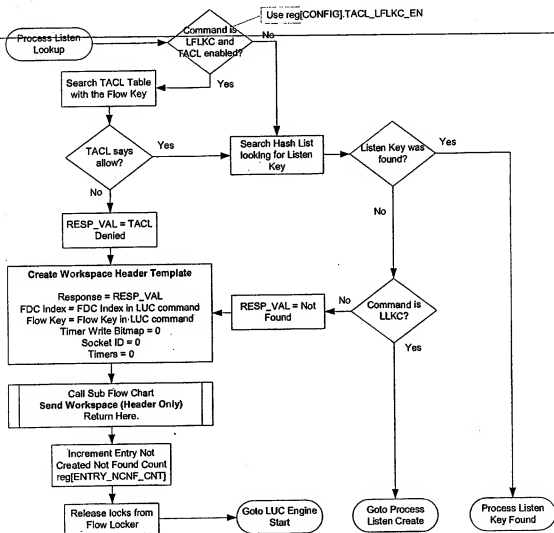 Use reg[CONFIG].TACL_LFLKC_EN
Process Listen
Lookup
Command is
LFLKC and
TACL enabled?
No
Yes
Search TACL Table
with the Flow Key
TACL says
allow?
Yes
No
Search Hash List
looking for Listen
Key
Listen Key was
found?
Yes
No
RESP_VAL = TACL
Denied
Create Workspace Header Template
Response = RESP_VAL
FDC Index = FDC Index in LUC command
Flow Key = Flow Key in LUC command
Timer Write Bitmap = 0
Socket ID = 0
Timers = 0
RESP_VAL = Not
Found
No
Command is
LLKC?
Yes
Call Sub Flow Chart
Send Workspace (Header Only)
Return Here.
Increment Entry Not
Created Not Found Count
reg[ENTRY_NCNF_CNT]
Release locks from
Flow Locker
Goto LUC Engine
Start
Goto Process
Listen Create
Process Listen
Key Found